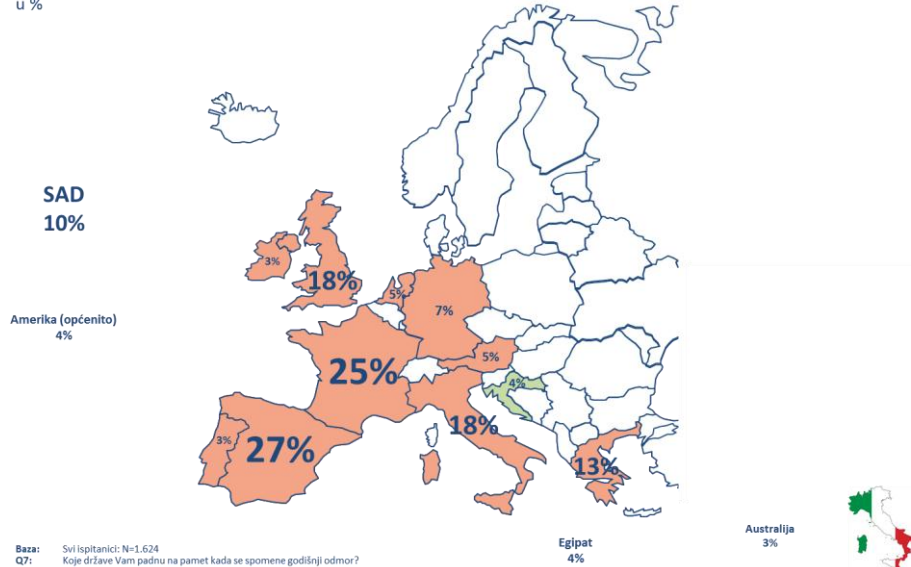 u %
SAD
10%
3%
18%
5%
7%
Amerika (općenito)
4%
5%
25%
4%
18%
3%
27%
13%
Australija
3%
Egipat
4%
Baza: Svi ispitanici: N=1.624
Q7: Koje države Vam padnu na pamet kada se spomene godišnji odmor?